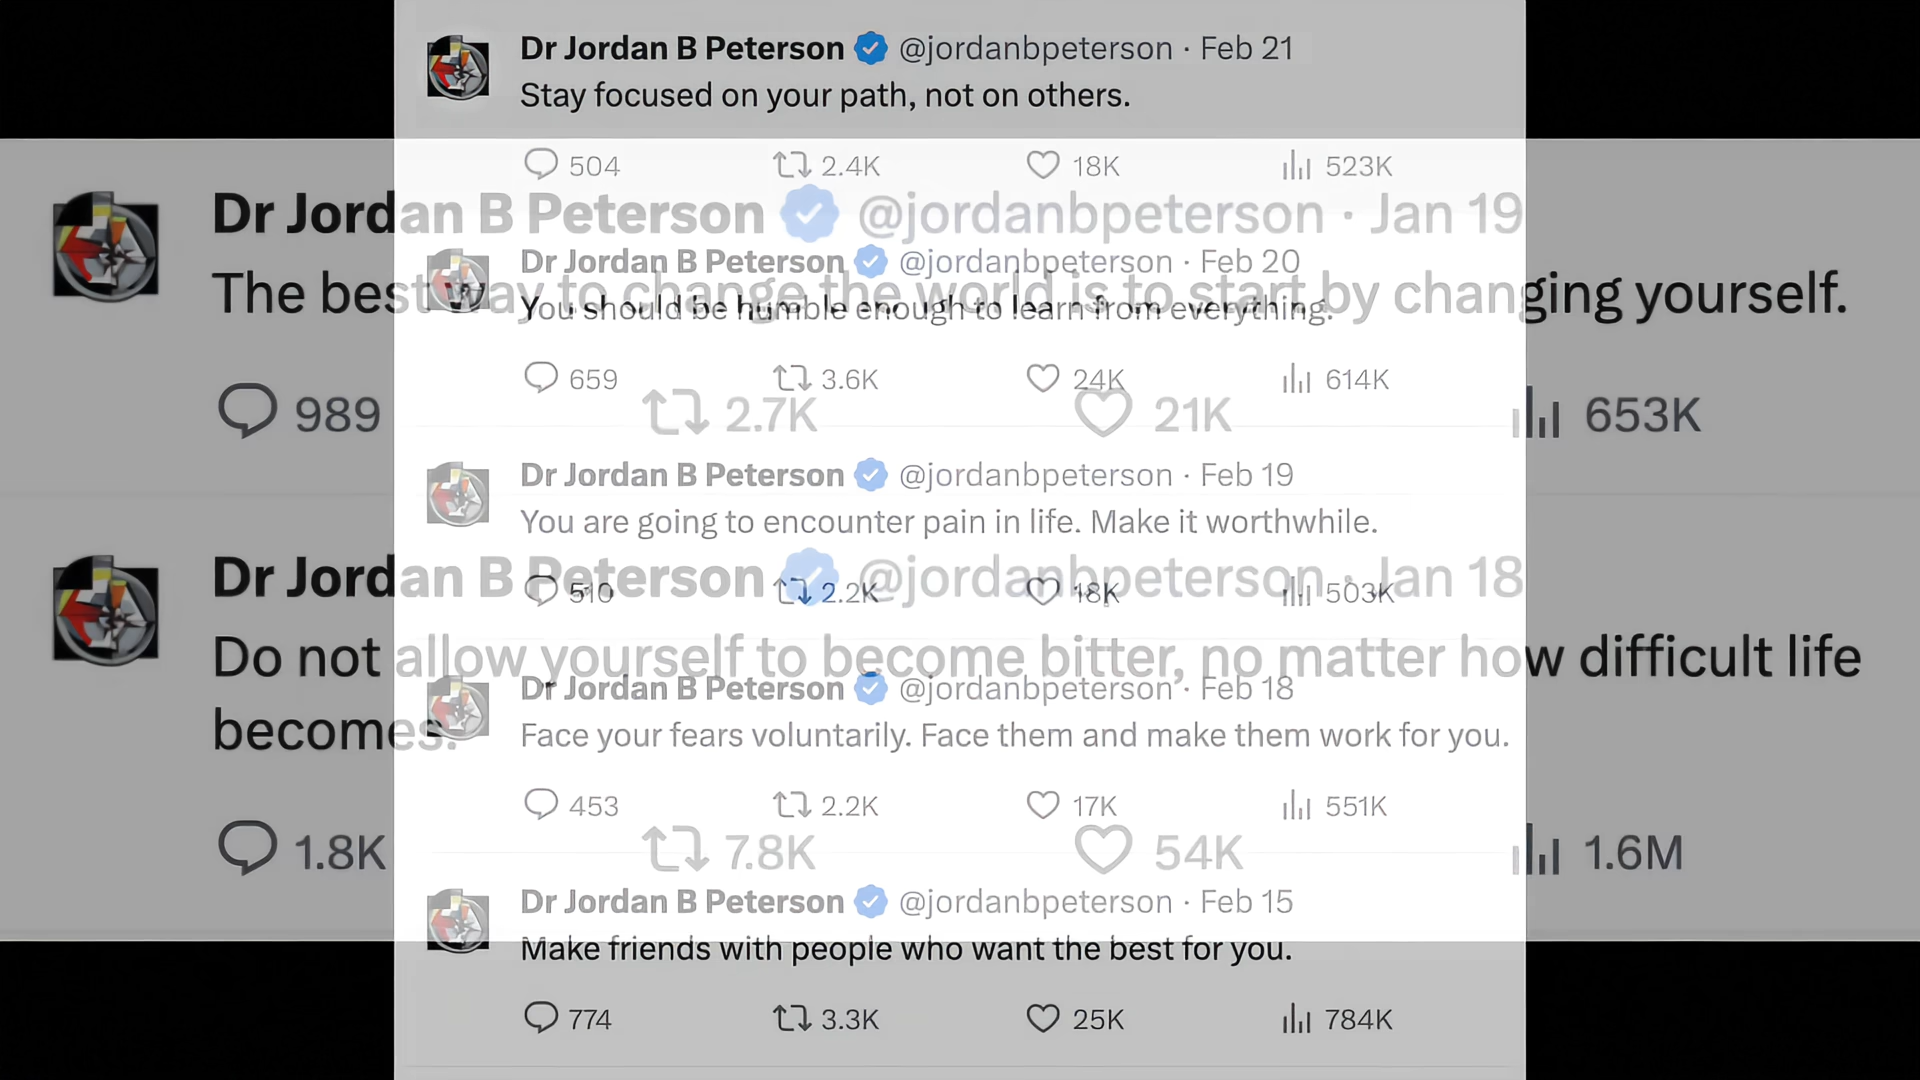 Dr Jordan B Peterson @jordanbpeterson · Feb 21
Stay focused on your path, not on others.
504 2.4K 18K 523K
Dr Jordan B Peterson @jordanbpeterson · Feb 20
You should be humble enough to learn from everything.
659 3.6K 24K 614K
Dr Jordan B Peterson @jordanbpeterson · Feb 19
You are going to encounter pain in life. Make it worthwhile.
510 2.2K 18K 503K
Dr Jordan B Peterson @jordanbpeterson · Feb 18
Face your fears voluntarily. Face them and make them work for you.
453 2.2K 17K 551K
Dr Jordan B Peterson @jordanbpeterson · Feb 15
Make friends with people who want the best for you.
774 3.3K 25K 784K
Dr Jordan B Peterson @jordanbpeterson · Jan 19
The best way to change the world is to start by changing yourself.
989 2.7K 21K 653K
Dr Jordan B Peterson @jordanbpeterson · Jan 18
Do not allow yourself to become bitter, no matter how difficult life
becomes.
1.8K 7.8K 54K 1.6M